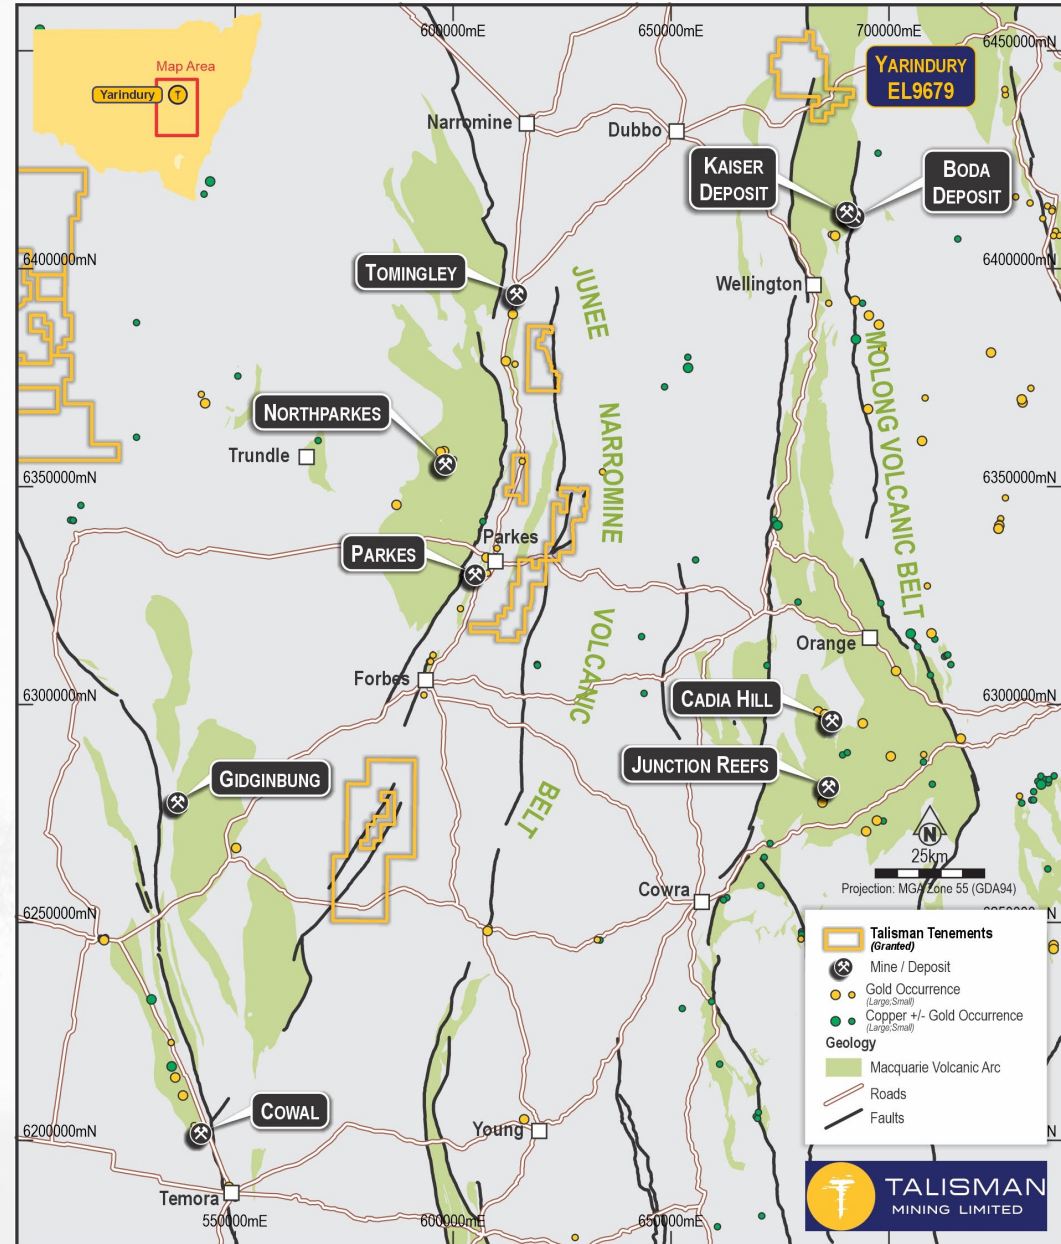 600000mE
650000mE
700000mE
6450000mN
Map Area
Yarindury
YARINDURY
EL9679
Narromine
Dubbo
KAISER
DEPOSIT
BODA
DEPOSIT
6400000mN
6400000mN
TOMINGLEY
Wellington
JUNEE
NARROMINE
VOLCANIC
BELT
MOLONG VOLCANIC BELT
NORTHPARKES
Trundle
6350000mN
6350000mN
PARKES
Parkes
Orange
Forbes
6300000mN
6300000mN
CADIA HILL
JUNCTION REEFS
GIDGINBUNG
N
25km
Projection: MGA Zone 55 (GDA94)
Cowra
6250000mN
N
Talisman Tenements
(Granted)
Mine / Deposit
Gold Occurrence
(Large;Small)
Copper +/- Gold Occurrence
(Large;Small)
Geology
Macquarie Volcanic Arc
Roads
Faults
COWAL
6200000mN
Young
Temora
550000mE
600000mE
650000mE
TALISMAN
MINING LIMITED